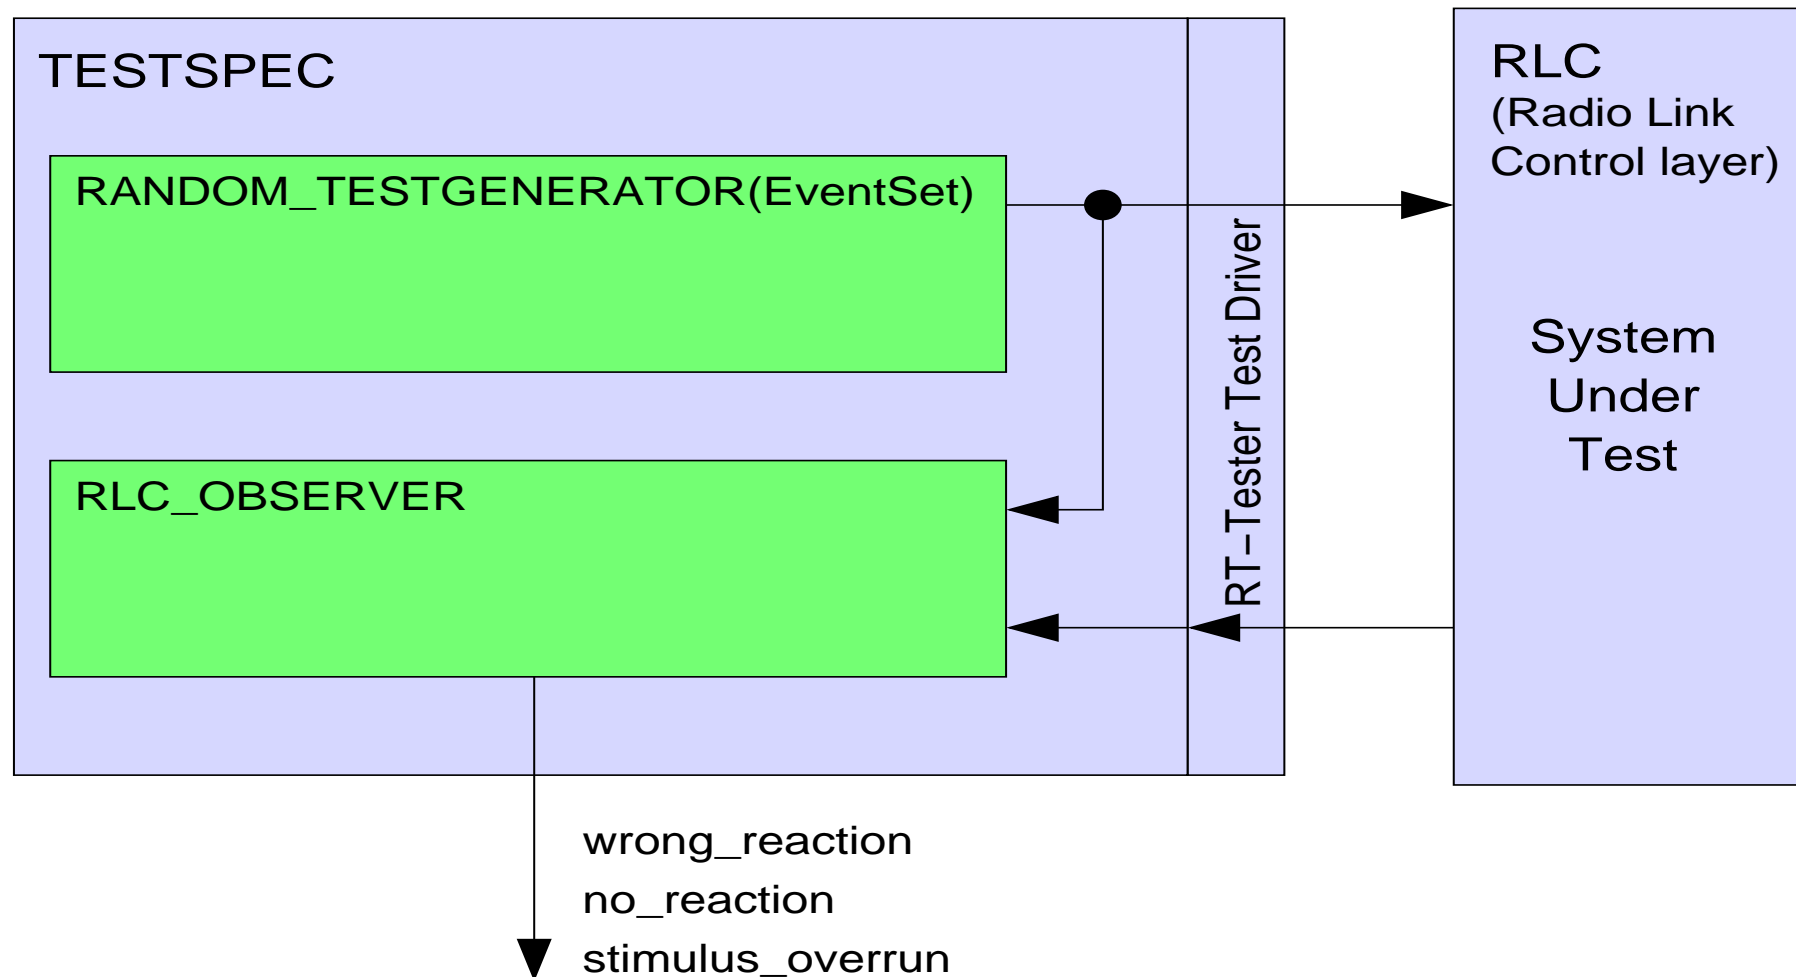 TESTSPEC
RANDOM_TESTGENERATOR(EventSet)
RLC_OBSERVER
RT-Tester Test Driver
RLC
(Radio Link
Control layer)
System
Under
Test
wrong_reaction
no_reaction
stimulus_overrun